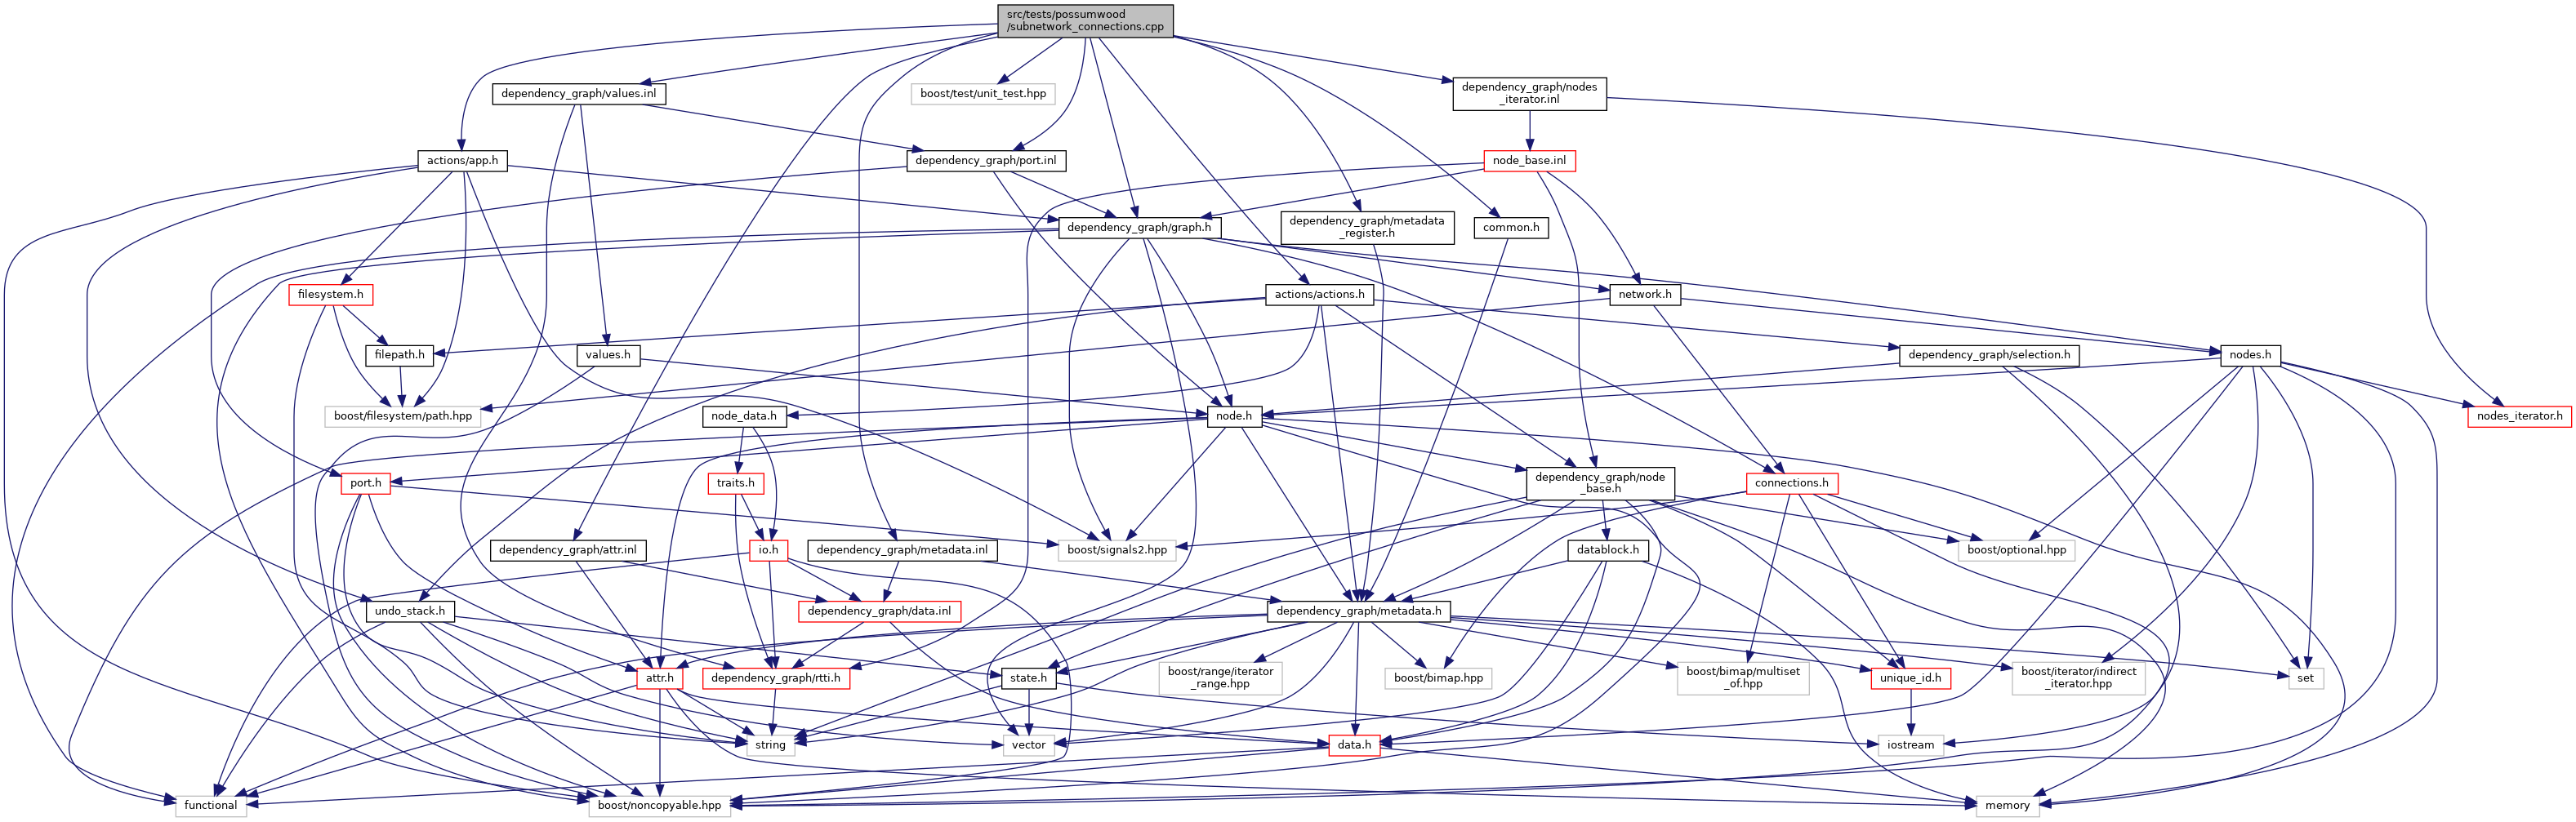 src/tests/possumwood
/subnetwork_connections.cpp
dependency_graph/values.inl
boost/test/unit_test.hpp
dependency_graph/nodes
_iterator.inl
actions/app.h
dependency_graph/port.inl
node_base.inl
dependency_graph/graph.h
dependency_graph/metadata
_register.h
common.h
filesystem.h
actions/actions.h
network.h
filepath.h
values.h
dependency_graph/selection.h
nodes.h
boost/filesystem/path.hpp
node_data.h
node.h
nodes_iterator.h
port.h
traits.h
dependency_graph/node
_base.h
connections.h
dependency_graph/attr.inl
io.h
dependency_graph/metadata.inl
boost/signals2.hpp
datablock.h
boost/optional.hpp
undo_stack.h
dependency_graph/data.inl
dependency_graph/metadata.h
attr.h
dependency_graph/rtti.h
state.h
boost/range/iterator
_range.hpp
boost/bimap.hpp
boost/bimap/multiset
_of.hpp
unique_id.h
boost/iterator/indirect
_iterator.hpp
set
string
vector
data.h
iostream
functional
boost/noncopyable.hpp
memory